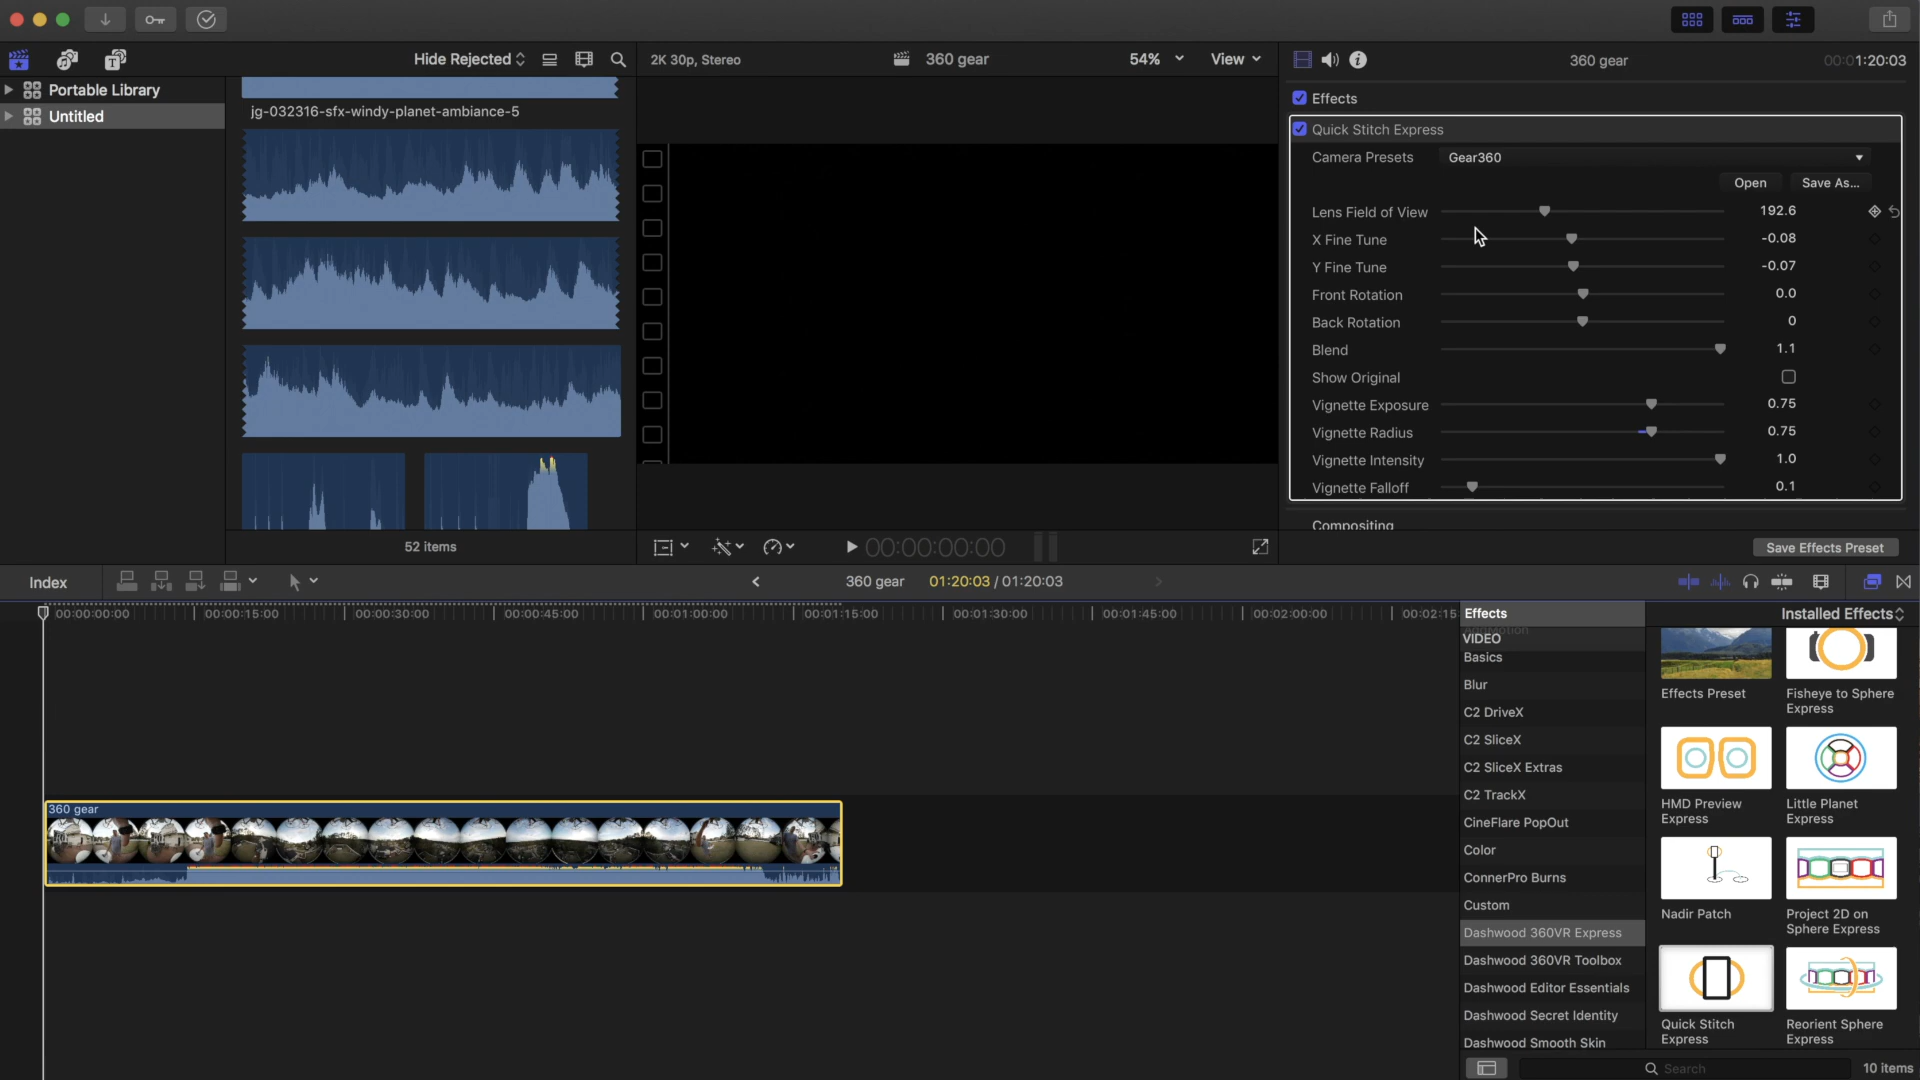 Hide Rejected
2K 30p, Stereo
360 gear
54%
View
360 gear
00:01:20:03
Portable Library
Untitled
jg-032316-sfx-windy-planet-ambiance-5
52 items
Effects
Quick Stitch Express
Camera Presets
Gear360
Open
Save As...
Lens Field of View
192.6
X Fine Tune
-0.08
Y Fine Tune
-0.07
Front Rotation
0.0
Back Rotation
0
Blend
1.1
Show Original
Vignette Exposure
0.75
Vignette Radius
0.75
Vignette Intensity
1.0
Vignette Falloff
0.1
Compositing
Save Effects Preset
00:00:00:00
Index
360 gear
01:20:03 / 01:20:03
00:00:00:00
00:00:15:00
00:00:30:00
00:00:45:00
00:01:00:00
00:01:15:00
00:01:30:00
00:01:45:00
00:02:00:00
00:02:15
360 gear
Effects
Installed Effects
VIDEO
Basics
Blur
C2 DriveX
C2 SliceX
C2 SliceX Extras
C2 TrackX
CineFlare PopOut
Color
ConnerPro Burns
Custom
Dashwood 360VR Express
Dashwood 360VR Toolbox
Dashwood Editor Essentials
Dashwood Secret Identity
Dashwood Smooth Skin
Effects Preset
Fisheye to Sphere
Express
HMD Preview
Express
Little Planet
Express
Nadir Patch
Project 2D on
Sphere Express
Quick Stitch
Express
Reorient Sphere
Express
Search
10 items